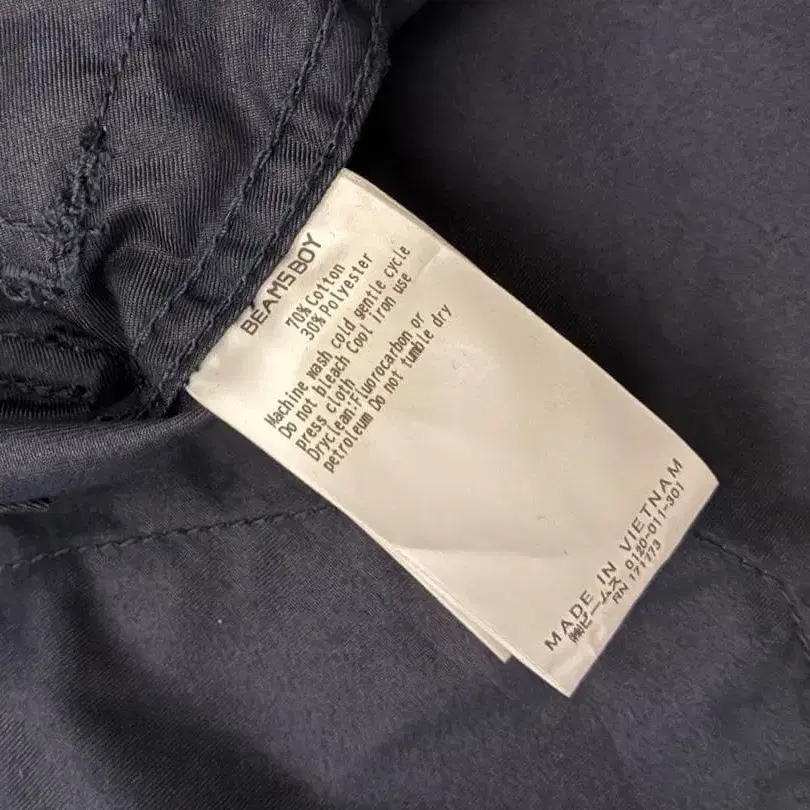 BEAMS BOY
70% Cotton
30% Polyester
Machine wash cold gentle cycle
Do not bleach Cool iron use
press cloth
Dryclean:Fluorocarbon or
petroleum Do not tumble dry
MADE IN VIETNAM
㈱ビームス 0120-011-301
RN 171273